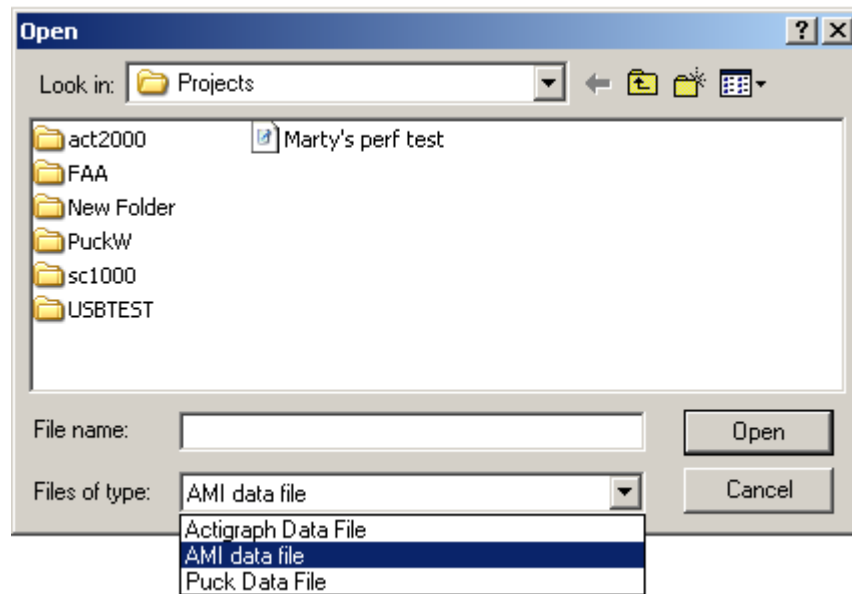 Open
Look in: Projects
act2000
Marty's perf test
FAA
New Folder
PuckW
sc1000
USBTEST
File name:
Open
Files of type: AMI data file
Cancel
Actigraph Data File
AMI data file
Puck Data File